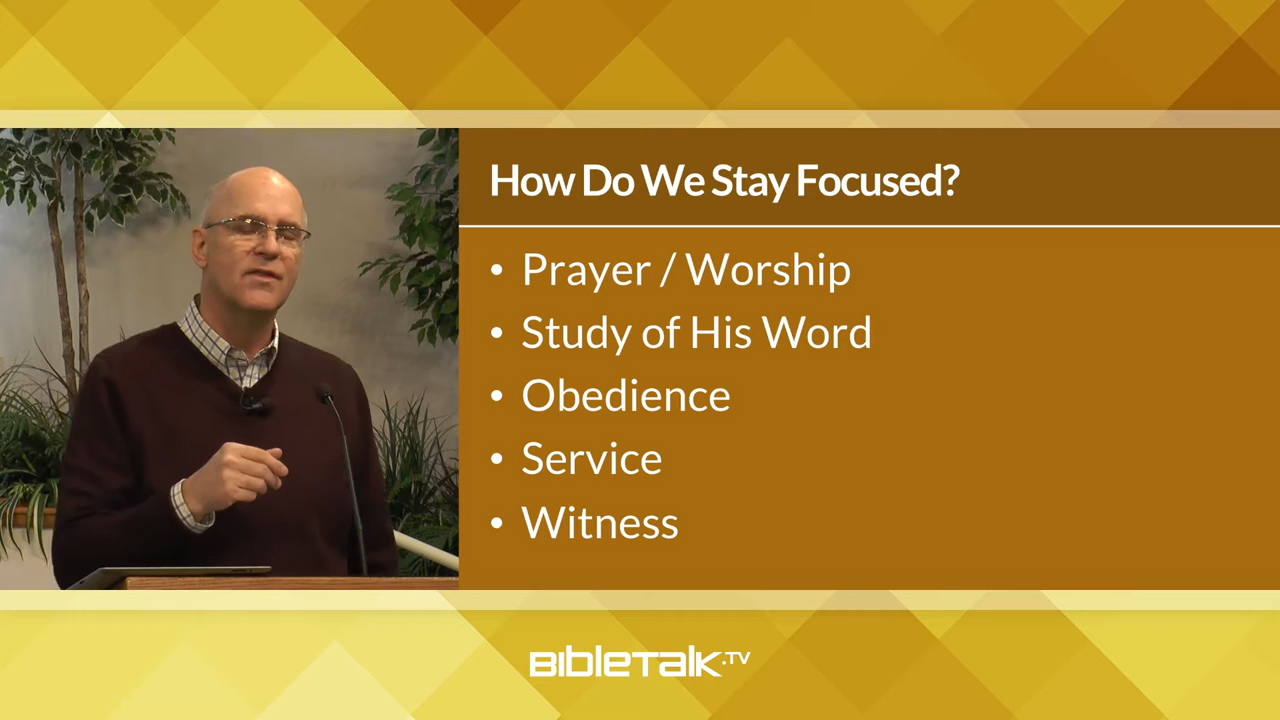 How Do We Stay Focused?
• Prayer / Worship
• Study of His Word
• Obedience
• Service
• Witness
BIBLETALK.TV